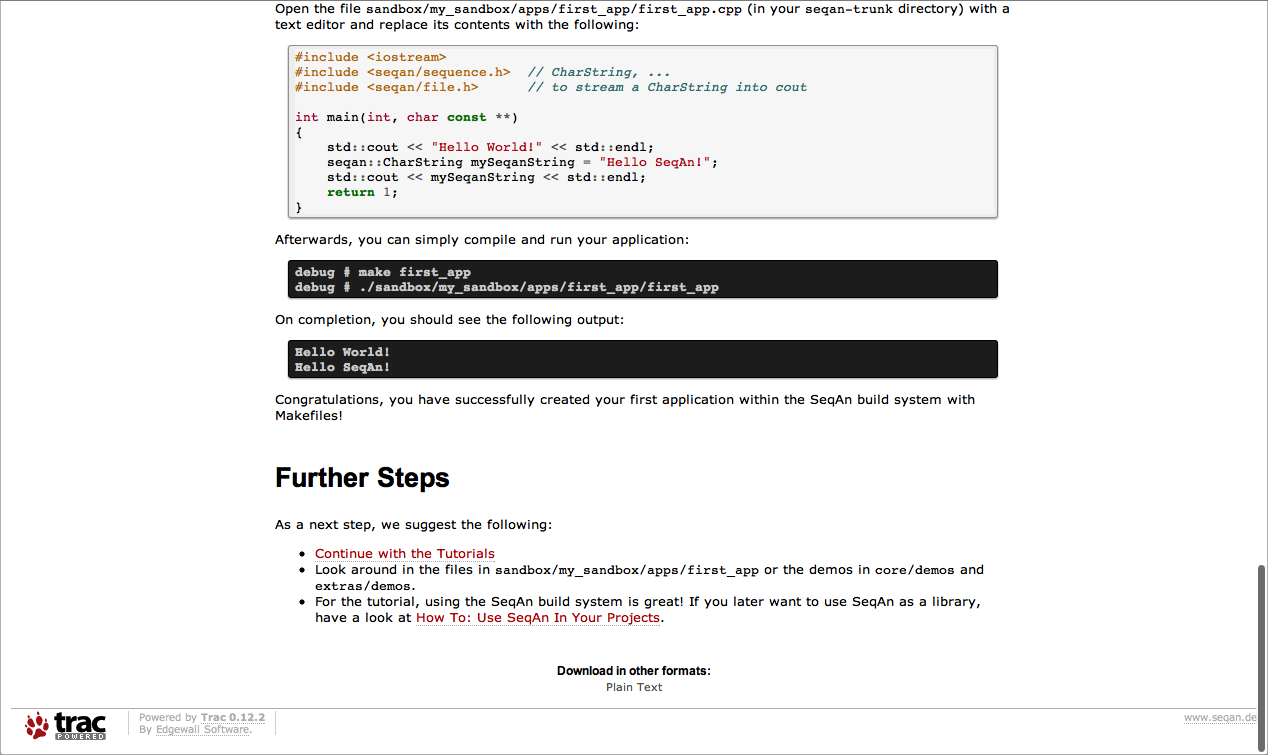 Open the file sandbox/my_sandbox/apps/first_app/first_app.cpp (in your seqan-trunk directory) with a
text editor and replace its contents with the following:
#include <iostream>
#include <seqan/sequence.h>  // CharString, ...
#include <seqan/file.h>      // to stream a CharString into cout
int main(int, char const **)
{
    std::cout << "Hello World!" << std::endl;
    seqan::CharString mySeqanString = "Hello SeqAn!";
    std::cout << mySeqanString << std::endl;
    return 1;
}
Afterwards, you can simply compile and run your application:
debug # make first_app
debug # ./sandbox/my_sandbox/apps/first_app/first_app
On completion, you should see the following output:
Hello World!
Hello SeqAn!
Congratulations, you have successfully created your first application within the SeqAn build system with
Makefiles!
Further Steps
As a next step, we suggest the following:
• Continue with the Tutorials
• Look around in the files in sandbox/my_sandbox/apps/first_app or the demos in core/demos and
extras/demos.
• For the tutorial, using the SeqAn build system is great! If you later want to use SeqAn as a library,
have a look at How To: Use SeqAn In Your Projects.
Download in other formats:
Plain Text
trac
POWERED
Powered by Trac 0.12.2
By Edgewall Software.
www.seqan.de